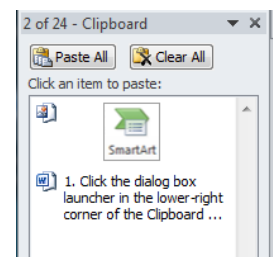 2 of 24 - Clipboard
Paste All Clear All
Click an item to paste:
SmartArt
1. Click the dialog box
launcher in the lower-right
corner of the Clipboard ...